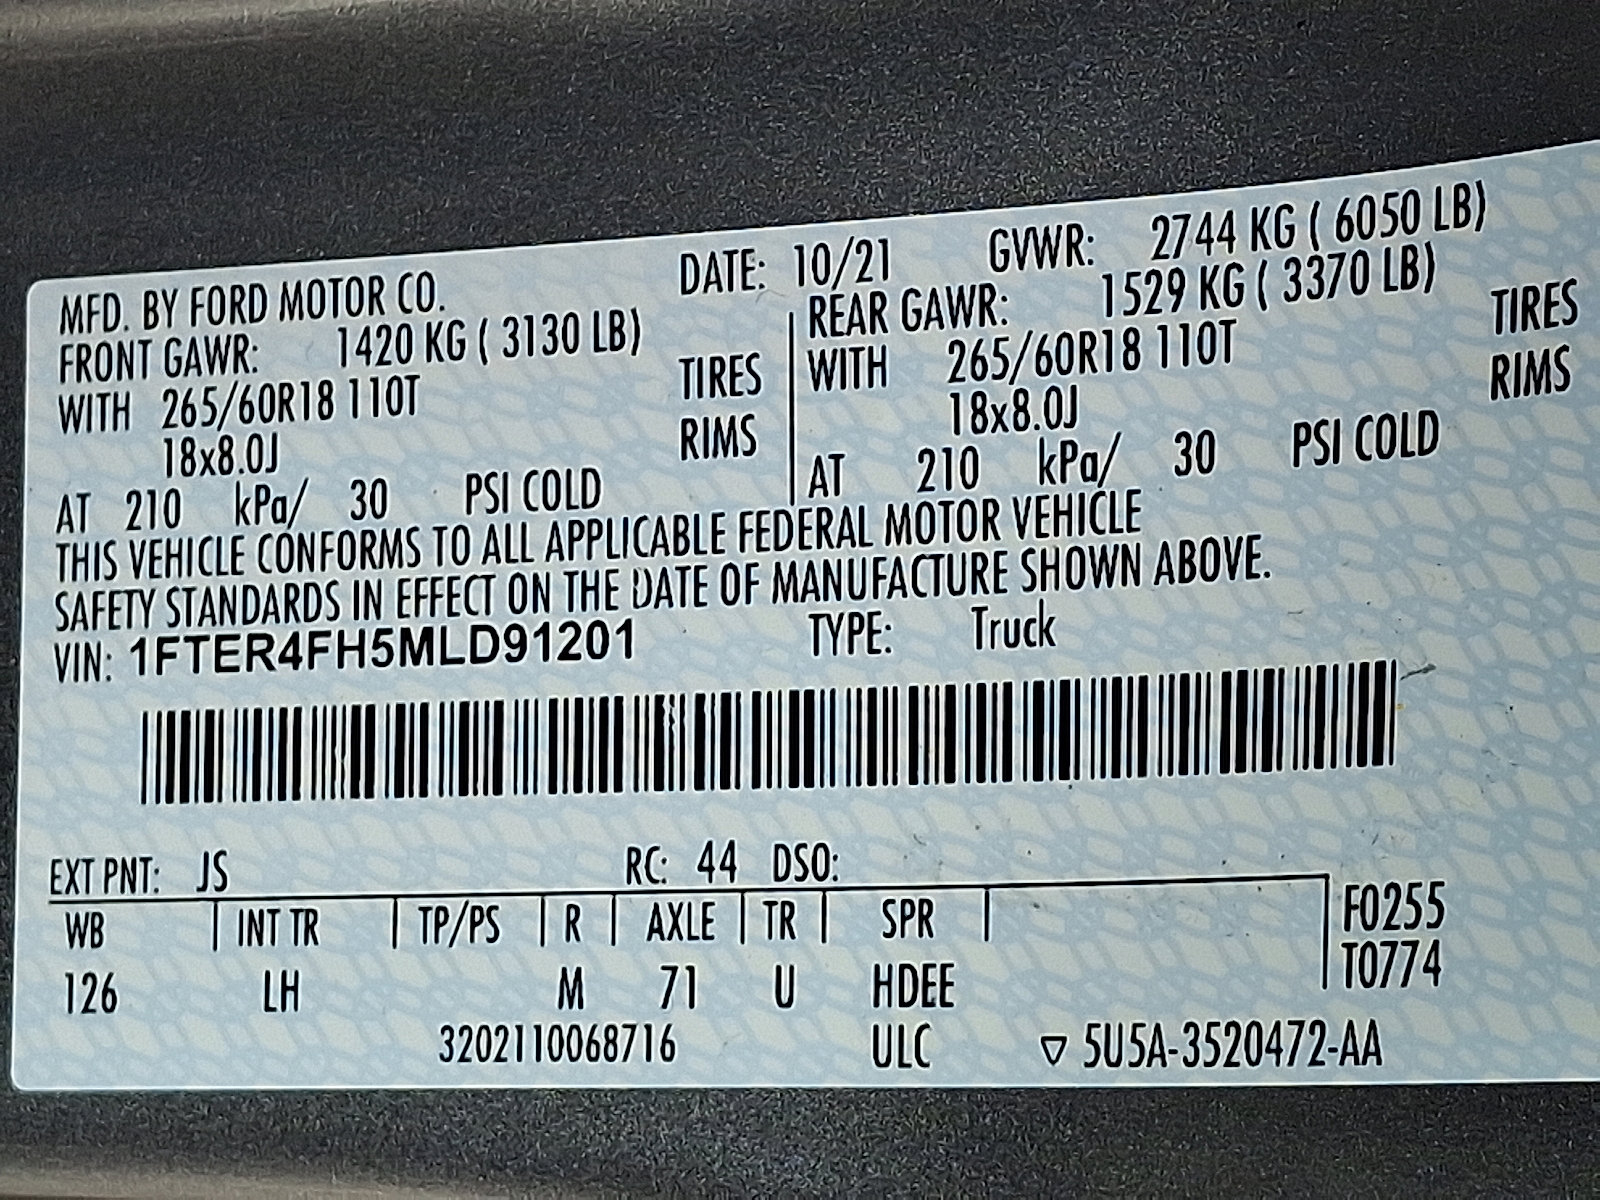 MFD. BY FORD MOTOR CO. DATE: 10/21 GVWR: 2744 KG ( 6050 LB)
FRONT GAWR: 1420 KG ( 3130 LB) REAR GAWR: 1529 KG ( 3370 LB)
WITH 265/60R18 110T TIRES WITH 265/60R18 110T TIRES
18x8.0J RIMS 18x8.0J RIMS
AT 210 kPa/ 30 PSI COLD AT 210 kPa/ 30 PSI COLD
THIS VEHICLE CONFORMS TO ALL APPLICABLE FEDERAL MOTOR VEHICLE
SAFETY STANDARDS IN EFFECT ON THE DATE OF MANUFACTURE SHOWN ABOVE.
VIN: 1FTER4FH5MLD91201 TYPE: Truck
EXT PNT: JS RC: 44 DSO:
WB INT TR TP/PS R AXLE TR SPR F0255
T0774
126 LH M 71 U HDEE
3202110068716 ULC ▽ 5U5A-3520472-AA